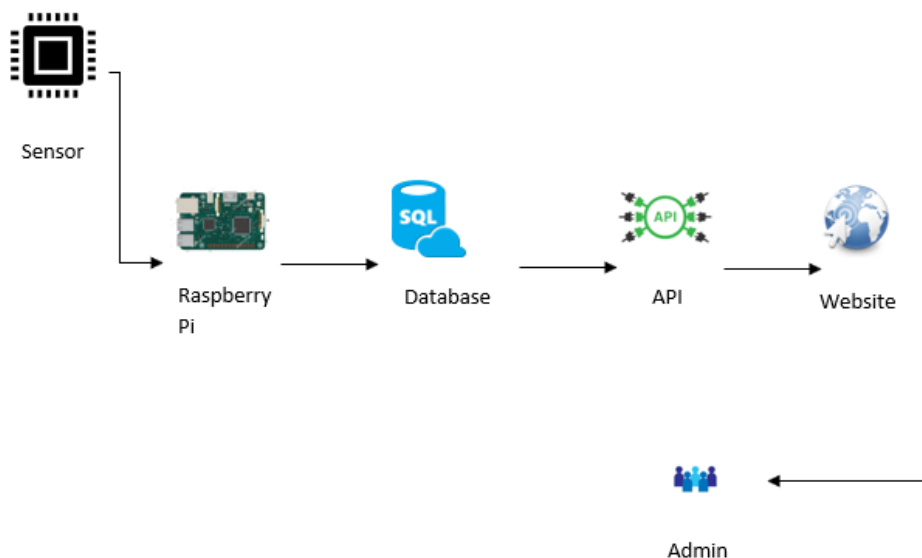 Sensor
SQL
API
Raspberry
Pi
Database
API
Website
Admin